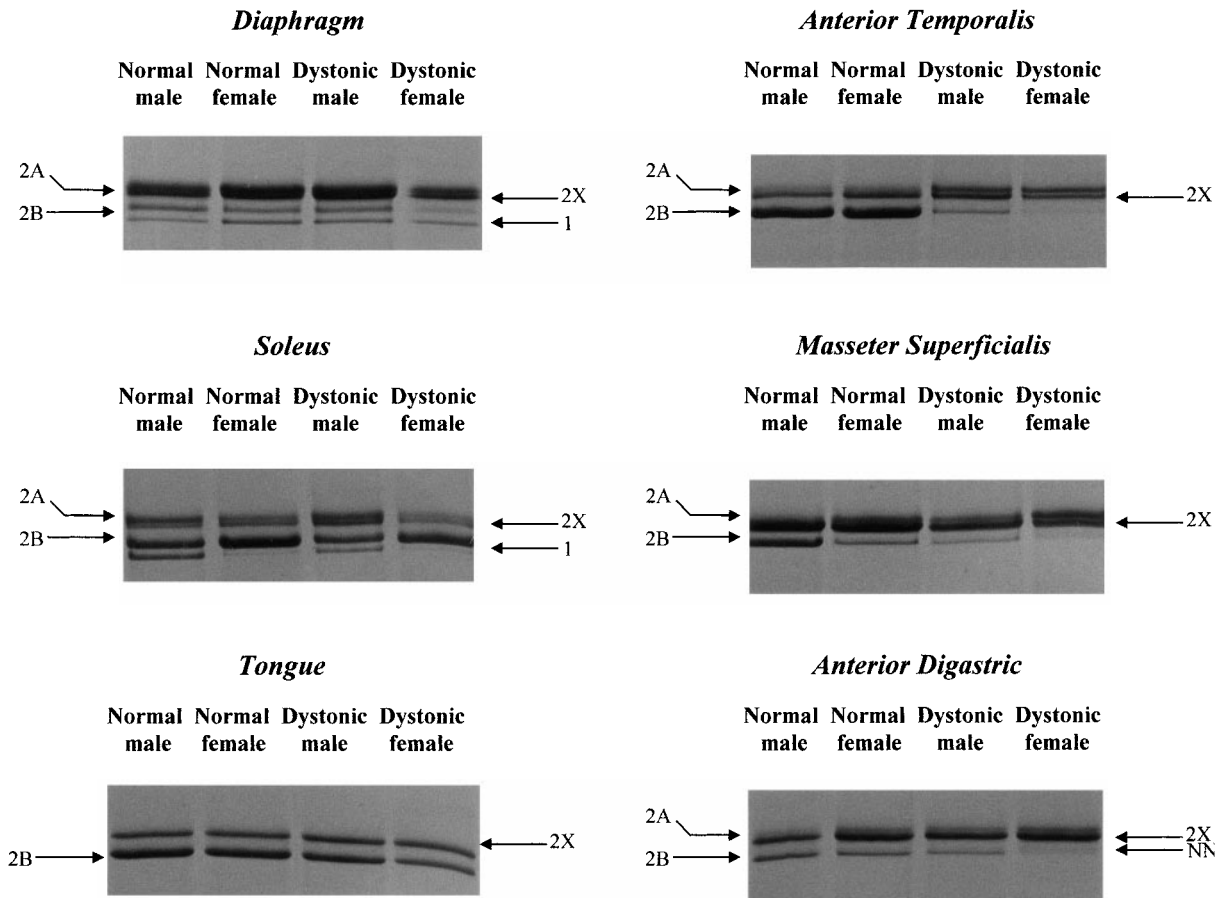 Diaphragm
Normal Normal Dystonic Dystonic
male female male female
2A
2B
2X
1
Anterior Temporalis
Normal Normal Dystonic Dystonic
male female male female
2A
2B
2X
Soleus
Normal Normal Dystonic Dystonic
male female male female
2A
2B
2X
1
Masseter Superficialis
Normal Normal Dystonic Dystonic
male female male female
2A
2B
2X
Tongue
Normal Normal Dystonic Dystonic
male female male female
2B
2X
Anterior Digastric
Normal Normal Dystonic Dystonic
male female male female
2A
2B
2X
NN